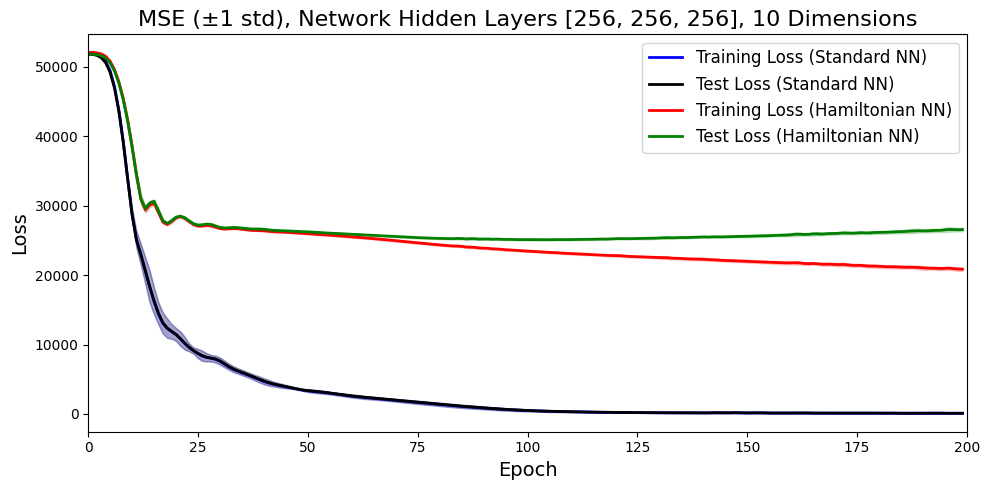 MSE (±1 std), Network Hidden Layers [256, 256, 256], 10 Dimensions
Training Loss (Standard NN)
Test Loss (Standard NN)
Training Loss (Hamiltonian NN)
Test Loss (Hamiltonian NN)
Loss
50000
40000
30000
20000
10000
0
0 25 50 75 100 125 150 175 200
Epoch